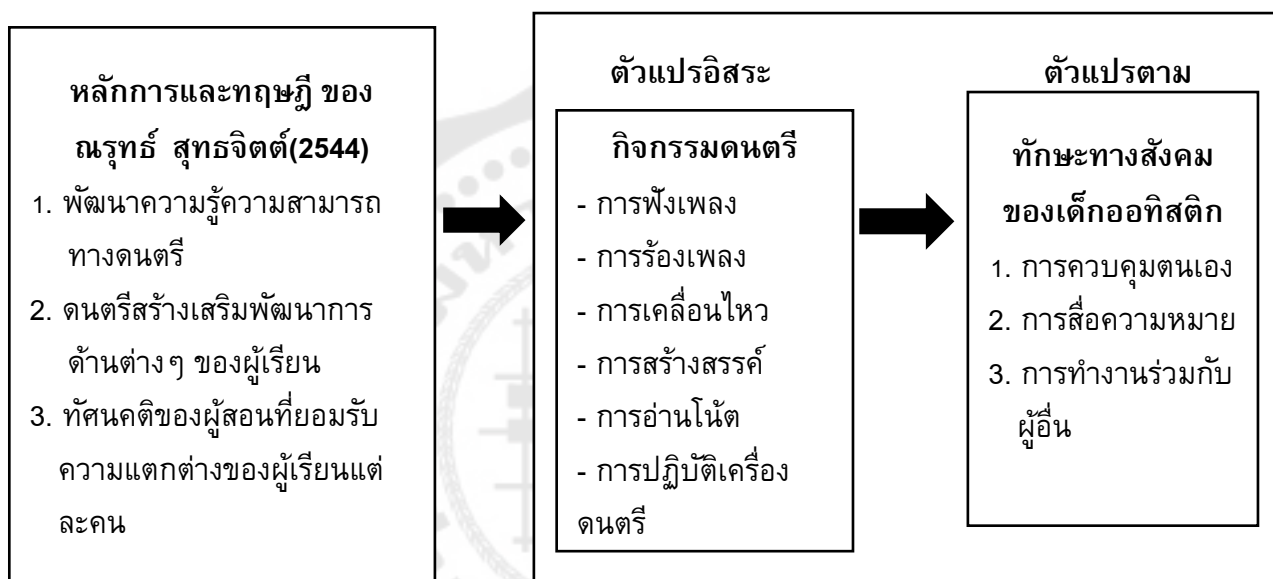 หลักการและทฤษฎี ของ
ณรุทธ์ สุทธจิตต์(2544)
1. พัฒนาความรู้ความสามารถ
ทางดนตรี
2. ดนตรีสร้างเสริมพัฒนาการ
ด้านต่างๆ ของผู้เรียน
3. ทัศนคติของผู้สอนที่ยอมรับ
ความแตกต่างของผู้เรียนแต่
ละคน
ตัวแปรอิสระ
กิจกรรมดนตรี
- การฟังเพลง
- การร้องเพลง
- การเคลื่อนไหว
- การสร้างสรรค์
- การอ่านโน้ต
- การปฏิบัติเครื่อง
ดนตรี
ตัวแปรตาม
ทักษะทางสังคม
ของเด็กออทิสติก
1. การควบคุมตนเอง
2. การสื่อความหมาย
3. การทำงานร่วมกับ
ผู้อื่น